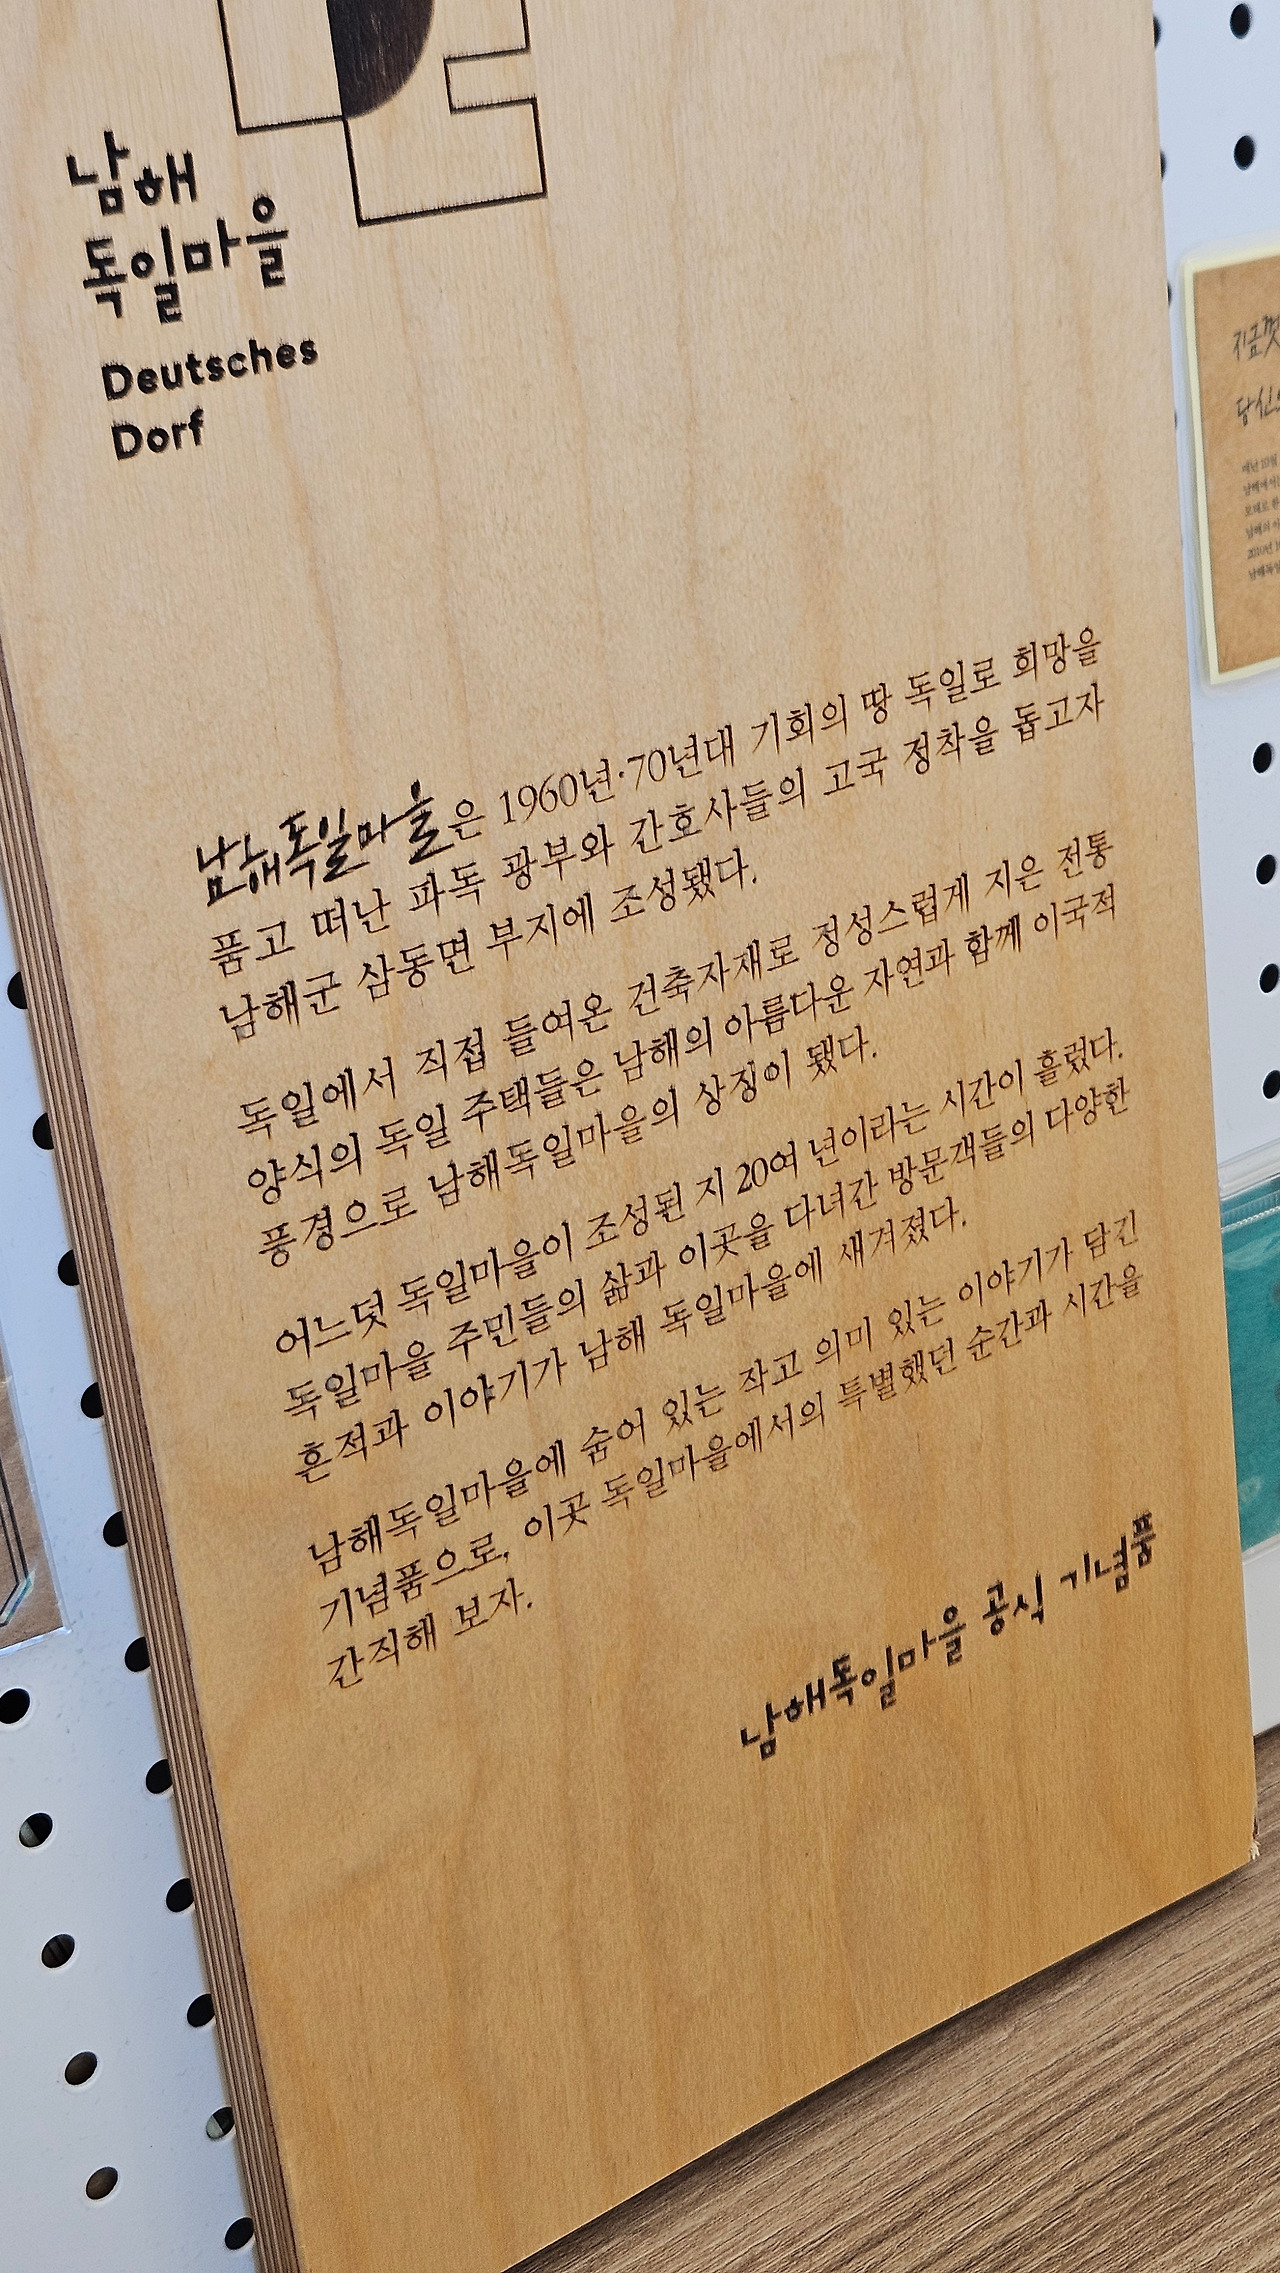 남해
독일마을
Deutsches
Dorf
남해독일마을은 1960년·70년대 기회의 땅 독일로 희망을
품고 떠난 파독 광부와 간호사들의 고국 정착을 돕고자
남해군 삼동면 부지에 조성됐다.
독일에서 직접 들여온 건축자재로 정성스럽게 지은 전통
양식의 독일 주택들은 남해의 아름다운 자연과 함께 이국적
풍경으로 남해독일마을의 상징이 됐다.
어느덧 독일마을이 조성된 지 20여 년이라는 시간이 흘렀다.
독일마을 주민들의 삶과 이곳을 다녀간 방문객들의 다양한
흔적과 이야기가 남해 독일마을에 새겨졌다.
남해독일마을에 숨어 있는 작고 의미 있는 이야기가 담긴
기념품으로, 이곳 독일마을에서의 특별했던 순간과 시간을
간직해 보자.
남해독일마을 공식 기념품
지금껏